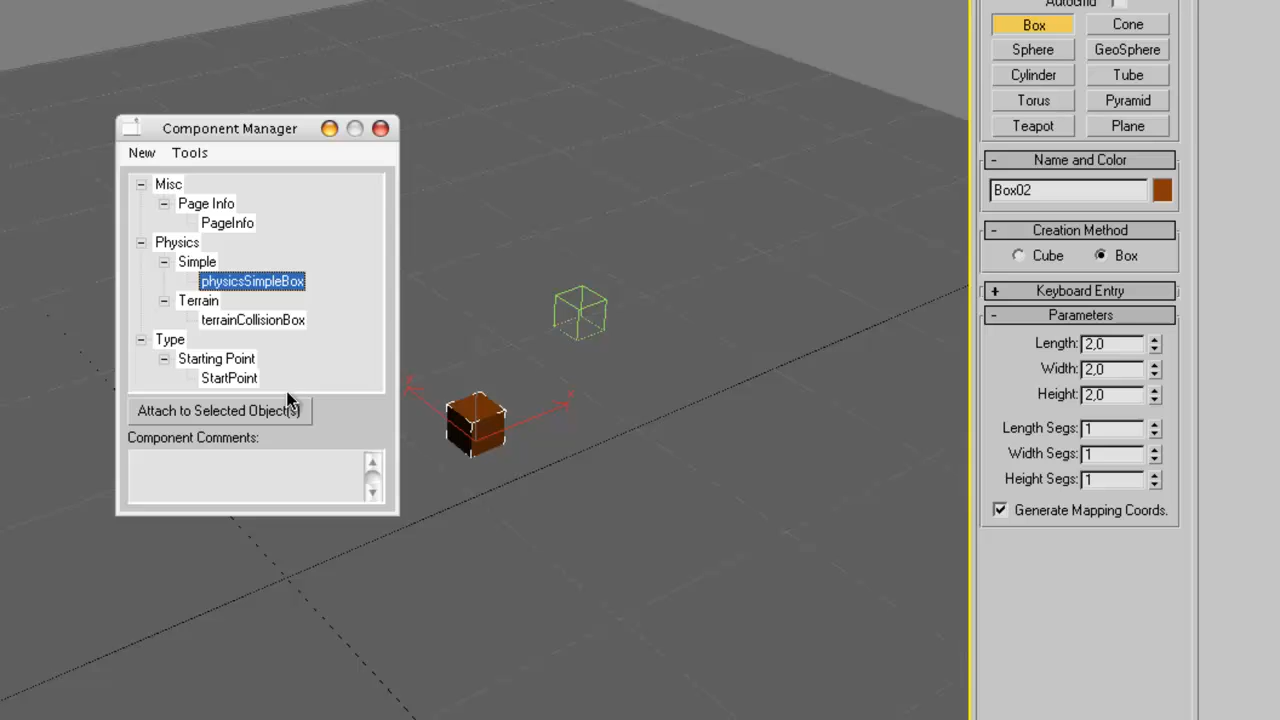 Component Manager
New Tools
Misc
Page Info
PageInfo
Physics
Simple
physicsSimpleBox
Terrain
terrainCollisionBox
Type
Starting Point
StartPoint
Attach to Selected Object(s)
Component Comments:
AutoGrid
Box Cone
Sphere GeoSphere
Cylinder Tube
Torus Pyramid
Teapot Plane
- Name and Color
Box02
- Creation Method
Cube Box
+ Keyboard Entry
- Parameters
Length: 2,0
Width: 2,0
Height: 2,0
Length Segs: 1
Width Segs: 1
Height Segs: 1
Generate Mapping Coords.